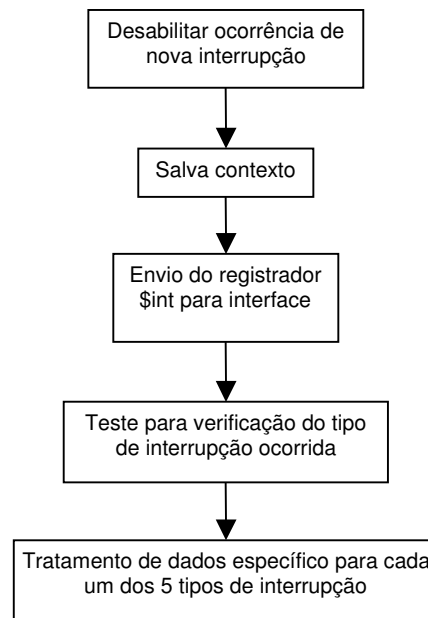 Desabilitar ocorrência de
nova interrupção
Salva contexto
Envio do registrador
$int para interface
Teste para verificação do tipo
de interrupção ocorrida
Tratamento de dados específico para cada
um dos 5 tipos de interrupção